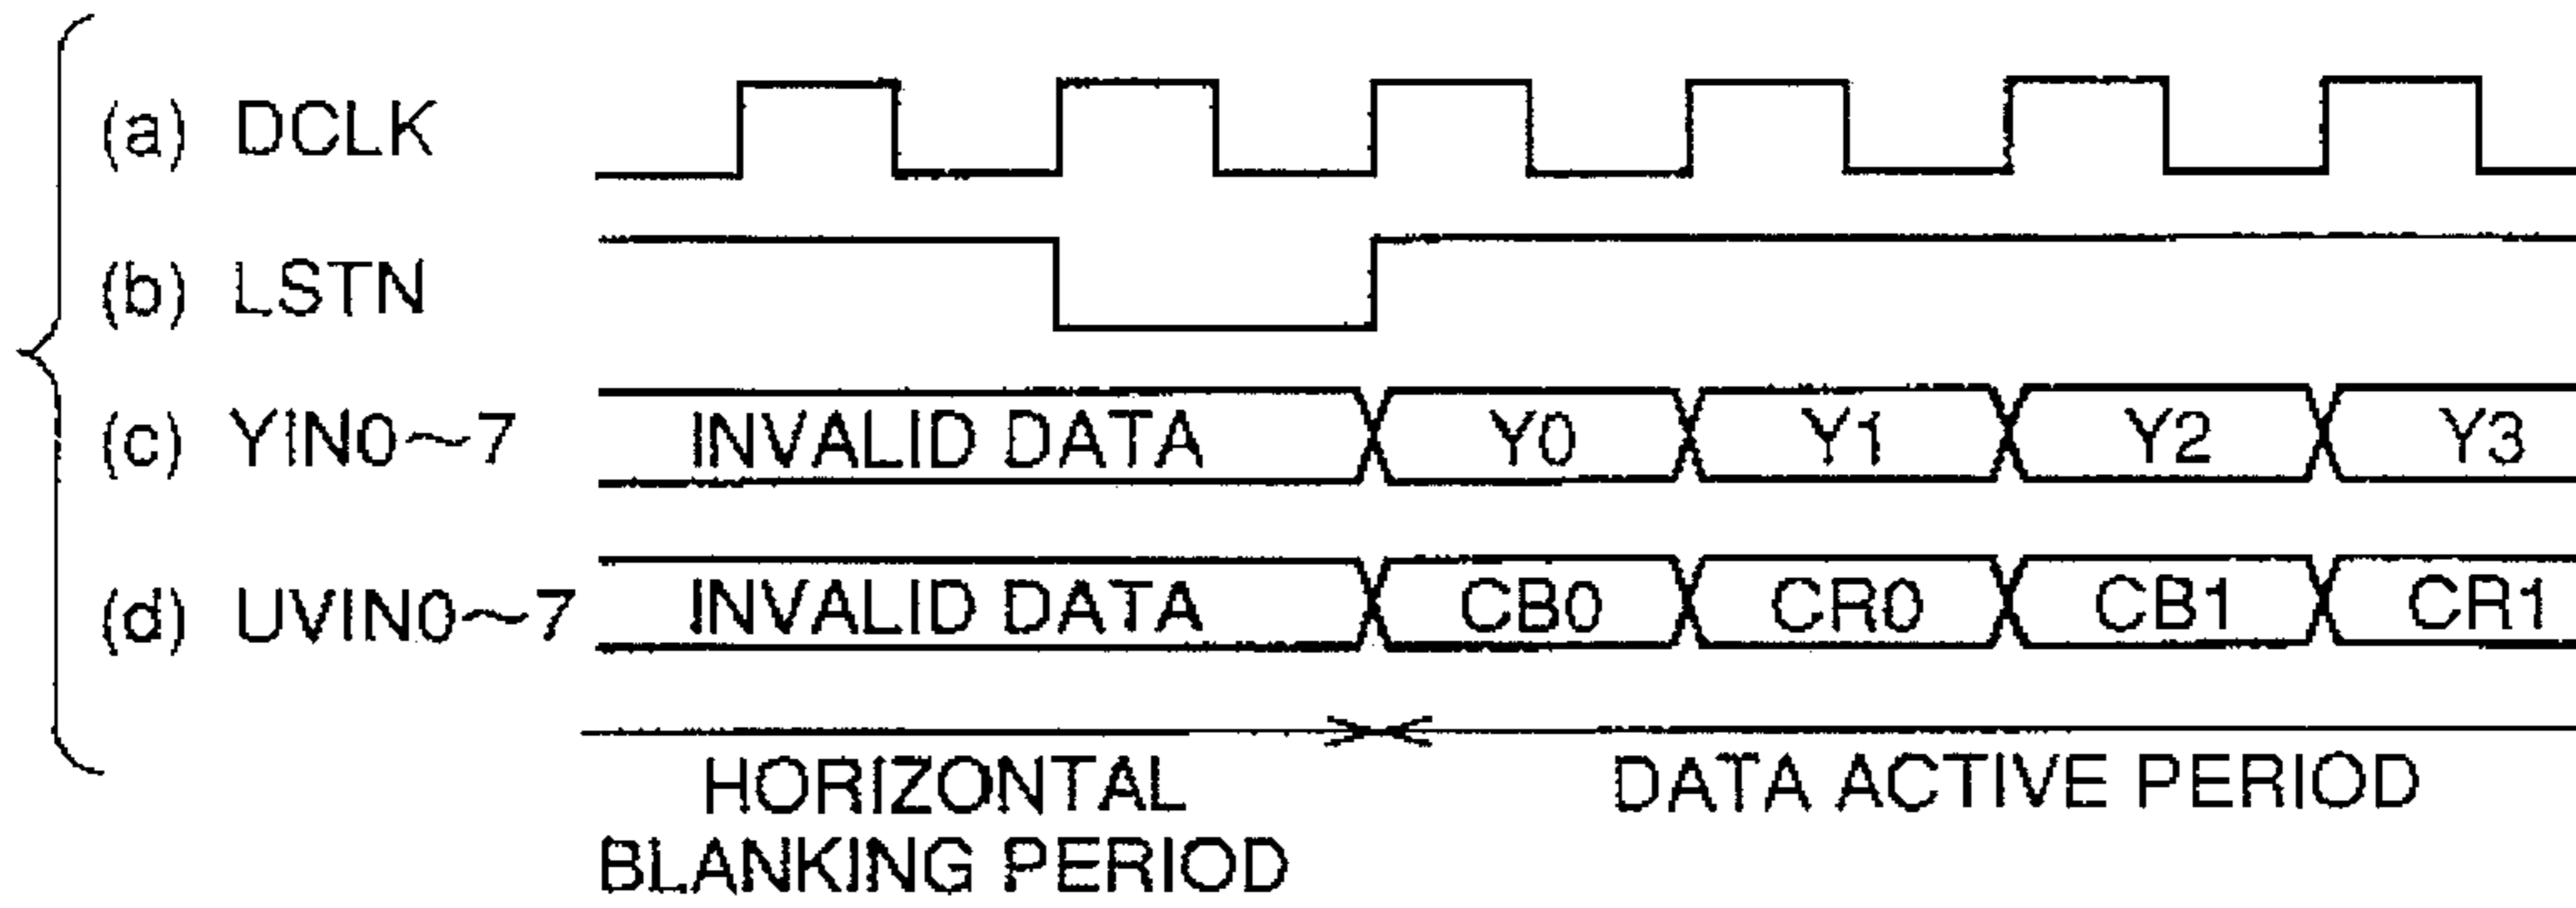 (a) DCLK
(b) LSTN
(c) YIN0~7 INVALID DATA Y0 Y1 Y2 Y3
(d) UVIN0~7 INVALID DATA CB0 CR0 CB1 CR1
HORIZONTAL BLANKING PERIOD
DATA ACTIVE PERIOD